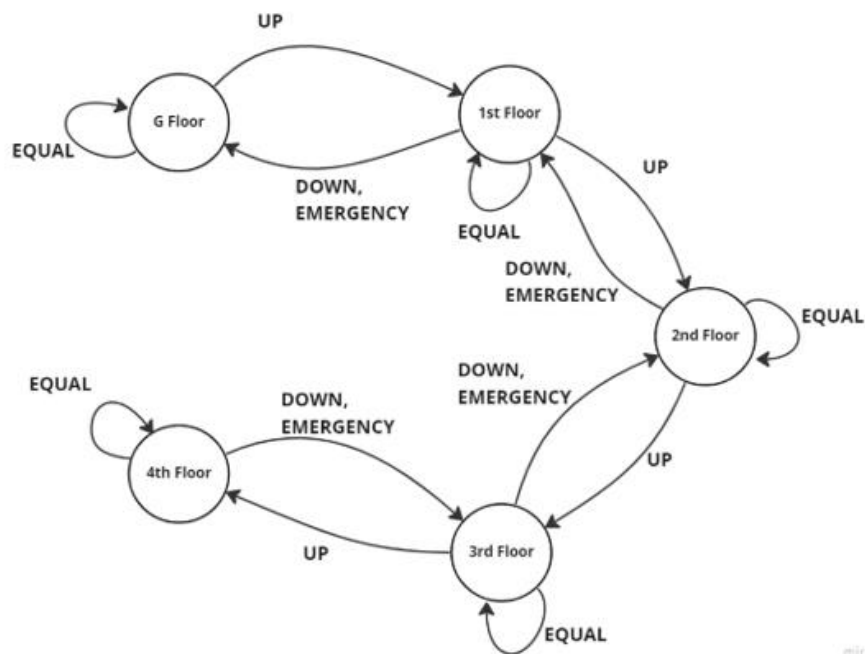 UP
G Floor
1st Floor
EQUAL
DOWN,
EMERGENCY
UP
EQUAL
DOWN,
EMERGENCY
2nd Floor
EQUAL
EQUAL
DOWN,
EMERGENCY
DOWN,
EMERGENCY
4th Floor
UP
UP
3rd Floor
EQUAL